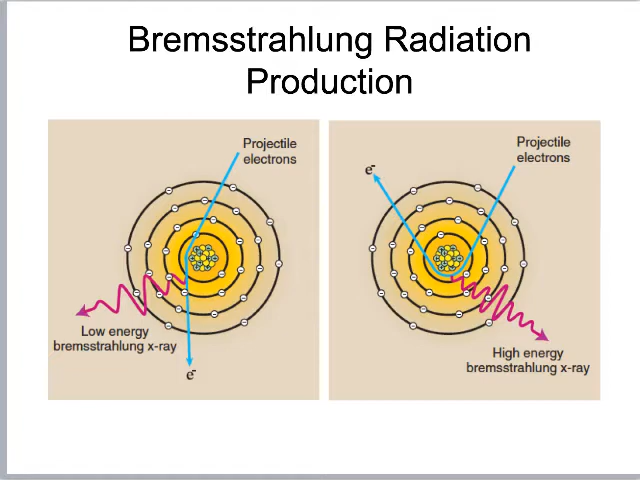 Bremsstrahlung Radiation
Production
Projectile
electrons
Low energy
bremsstrahlung x-ray
e-
Projectile
electrons
e-
High energy
bremsstrahlung x-ray